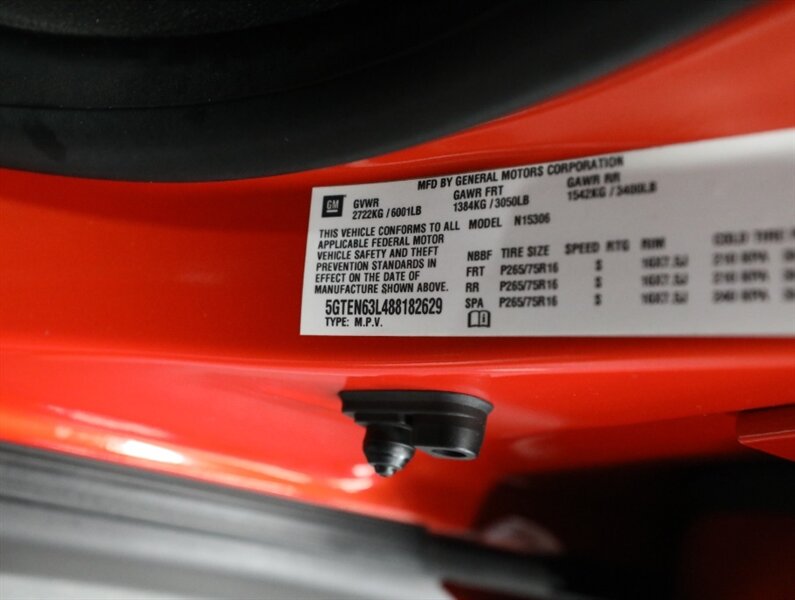 MFD BY GENERAL MOTORS CORPORATION
GM
GVWR GAWR FRT GAWR RR
2722KG / 6001LB 1384KG / 3050LB 1542KG / 3400LB
THIS VEHICLE CONFORMS TO ALL
APPLICABLE FEDERAL MOTOR
VEHICLE SAFETY AND THEFT
PREVENTION STANDARDS IN
EFFECT ON THE DATE OF
MANUFACTURE SHOWN ABOVE.
5GTEN63L488182629
TYPE: M.P.V.
MODEL N15306
NBBF TIRE SIZE SPEED RTG RIM COLD TIRE
FRT P265/75R16 S
RR P265/75R16 S
SPA P265/75R16 S